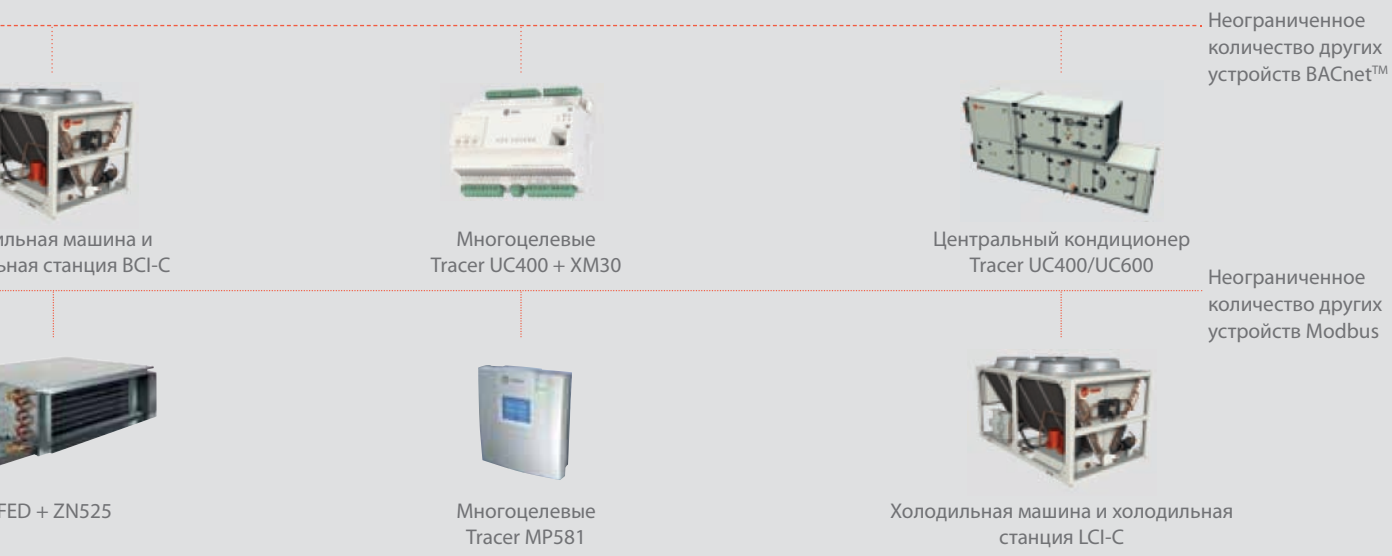 Неограниченное
количество других
устройств BACnet™
ильная машина и
ьная станция BCI-C
Многоцелевые
Tracer UC400 + XM30
Центральный кондиционер
Tracer UC400/UC600
Неограниченное
количество других
устройств Modbus
FED + ZN525
Многоцелевые
Tracer MP581
Холодильная машина и холодильная
станция LCI-C